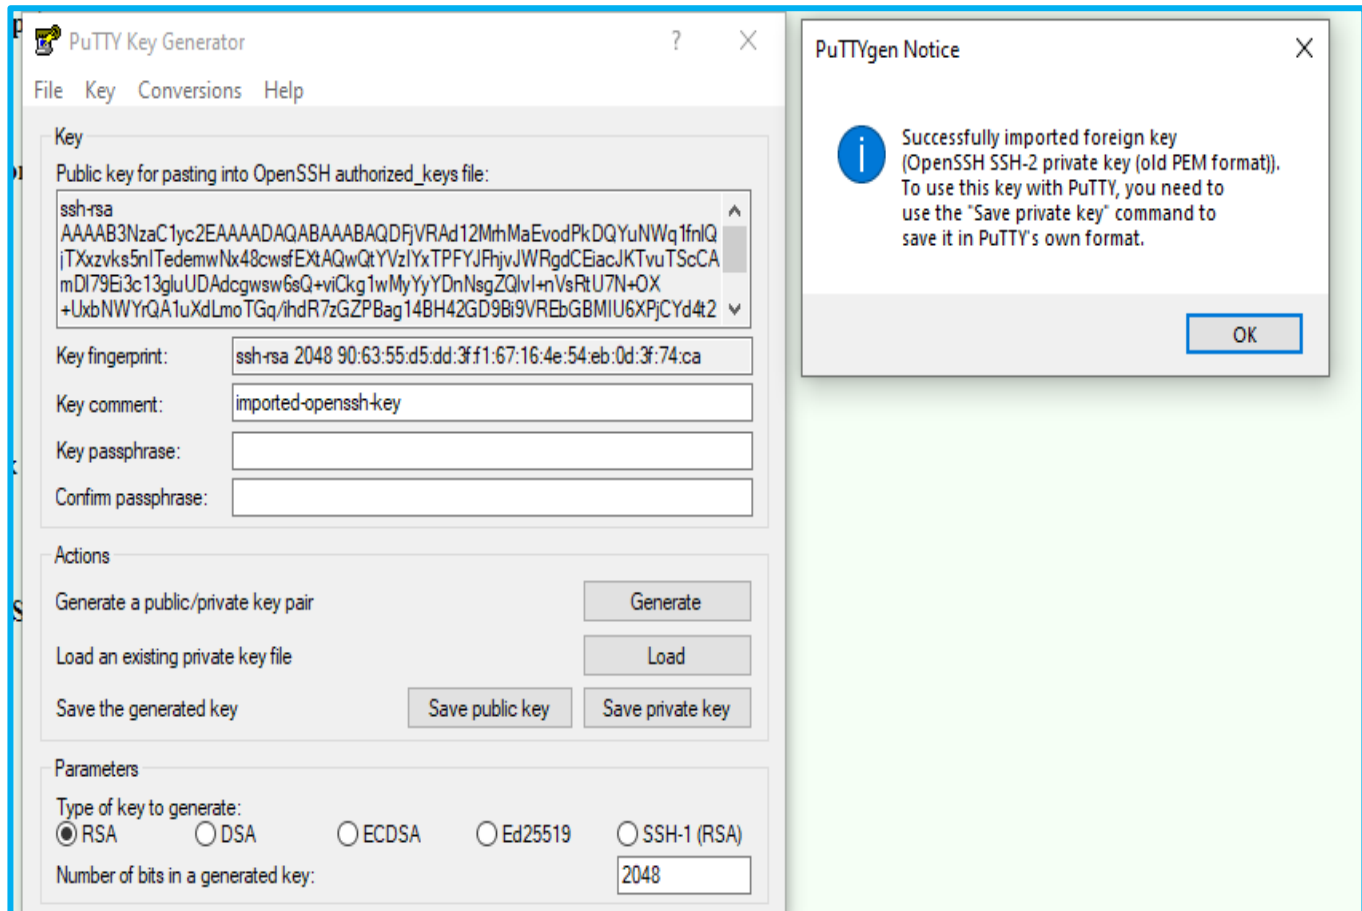 PuTTY Key Generator
File Key Conversions Help
Key
Public key for pasting into OpenSSH authorized_keys file:
ssh-rsa
AAAAB3NzaC1yc2EAAAADAQABAAABAQDFjVRAd12MrhMaEvodPkDQYuNWq1fnlQ
jTXxzvks5nITedemwNx48cwsfEXtAQwQtYVzIYxTPFYJFhjvJWRgdCEiacJKTvuTScCA
mDI79Ei3c13gluUDAdcgwsw6sQ+viCkg1wMyYyYDnNsgZQlvI+nVsRtU7N+OX
+UxbNWYrQA1uXdLmoTGq/ihdR7zGZPBag14BH42GD9Bi9VREbGBMIU6XPjCYd4t2
Key fingerprint: ssh-rsa 2048 90:63:55:d5:dd:3f:f1:67:16:4e:54:eb:0d:3f:74:ca
Key comment: imported-openssh-key
Key passphrase:
Confirm passphrase:
Actions
Generate a public/private key pair Generate
Load an existing private key file Load
Save the generated key Save public key Save private key
Parameters
Type of key to generate:
RSA DSA ECDSA Ed25519 SSH-1 (RSA)
Number of bits in a generated key: 2048
PuTTYgen Notice
Successfully imported foreign key
(OpenSSH SSH-2 private key (old PEM format)).
To use this key with PuTTY, you need to
use the "Save private key" command to
save it in PuTTY's own format.
OK